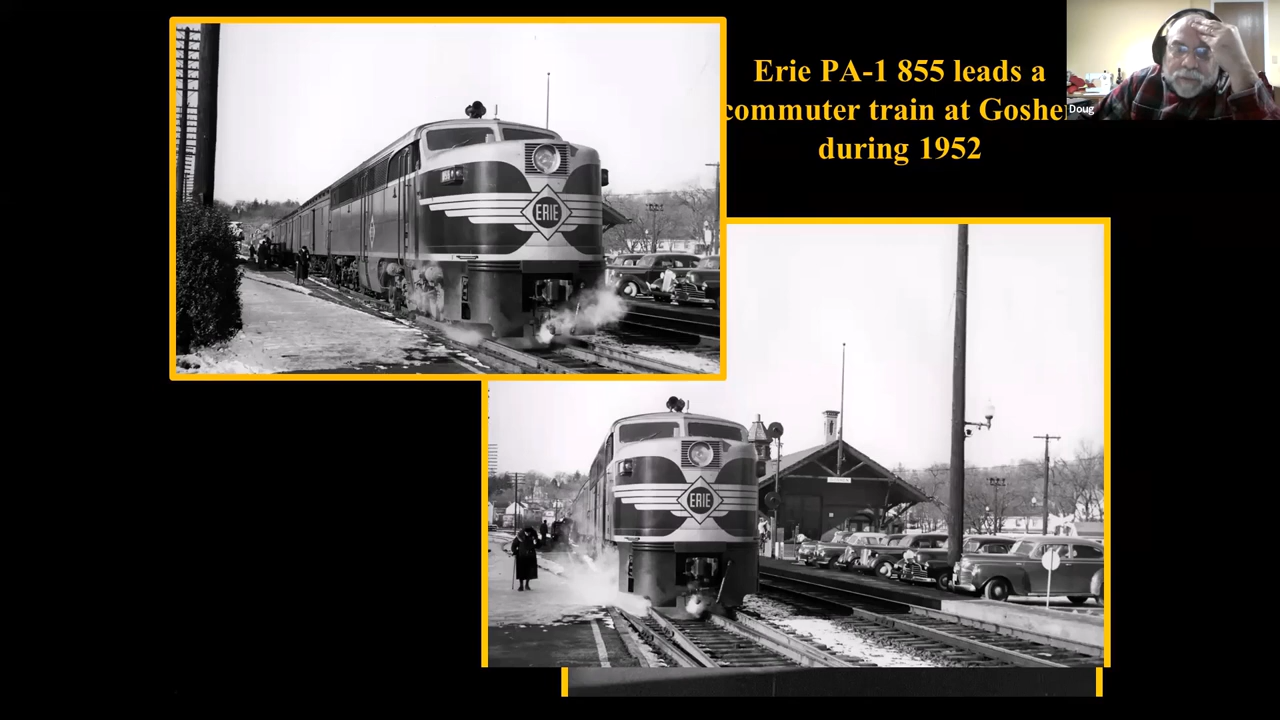 Erie PA-1 855 leads a
commuter train at Goshe
during 1952
Doug
ERIE
ERIE